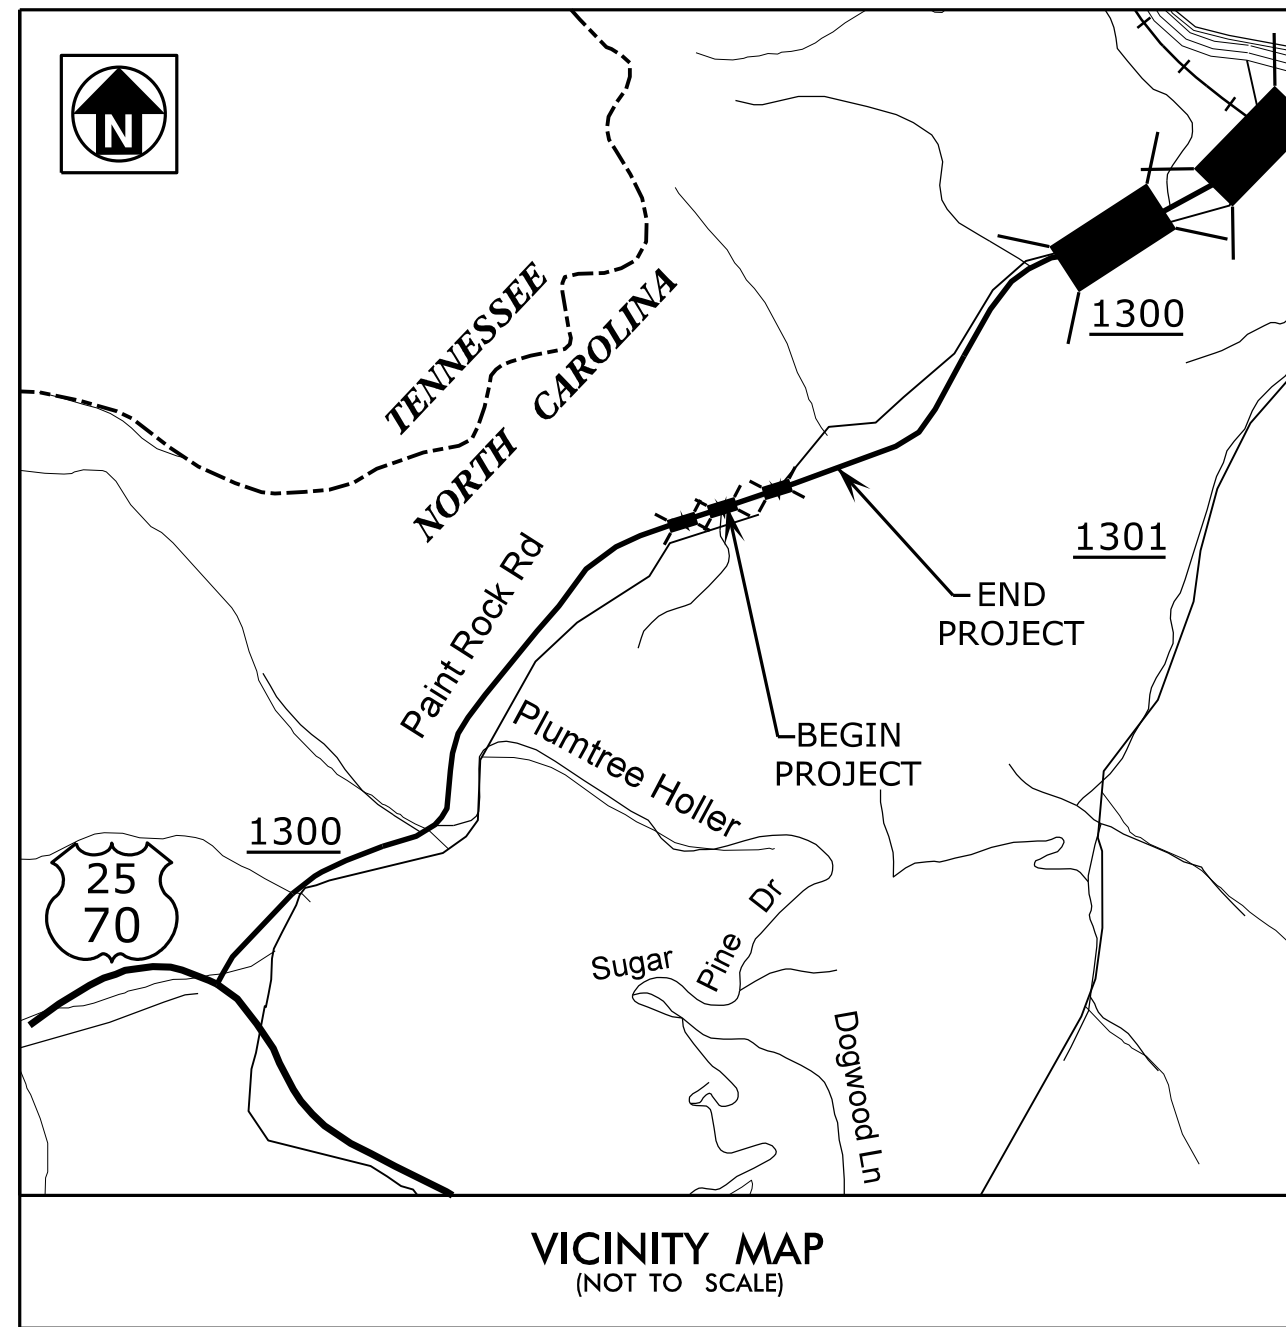 N
TENNESSEE
NORTH CAROLINA
1300
1301
END
PROJECT
Paint Rock Rd
BEGIN
PROJECT
Plumtree Holler
1300
25
70
Sugar Pine Dr
Dogwood Ln
VICINITY MAP
(NOT TO SCALE)